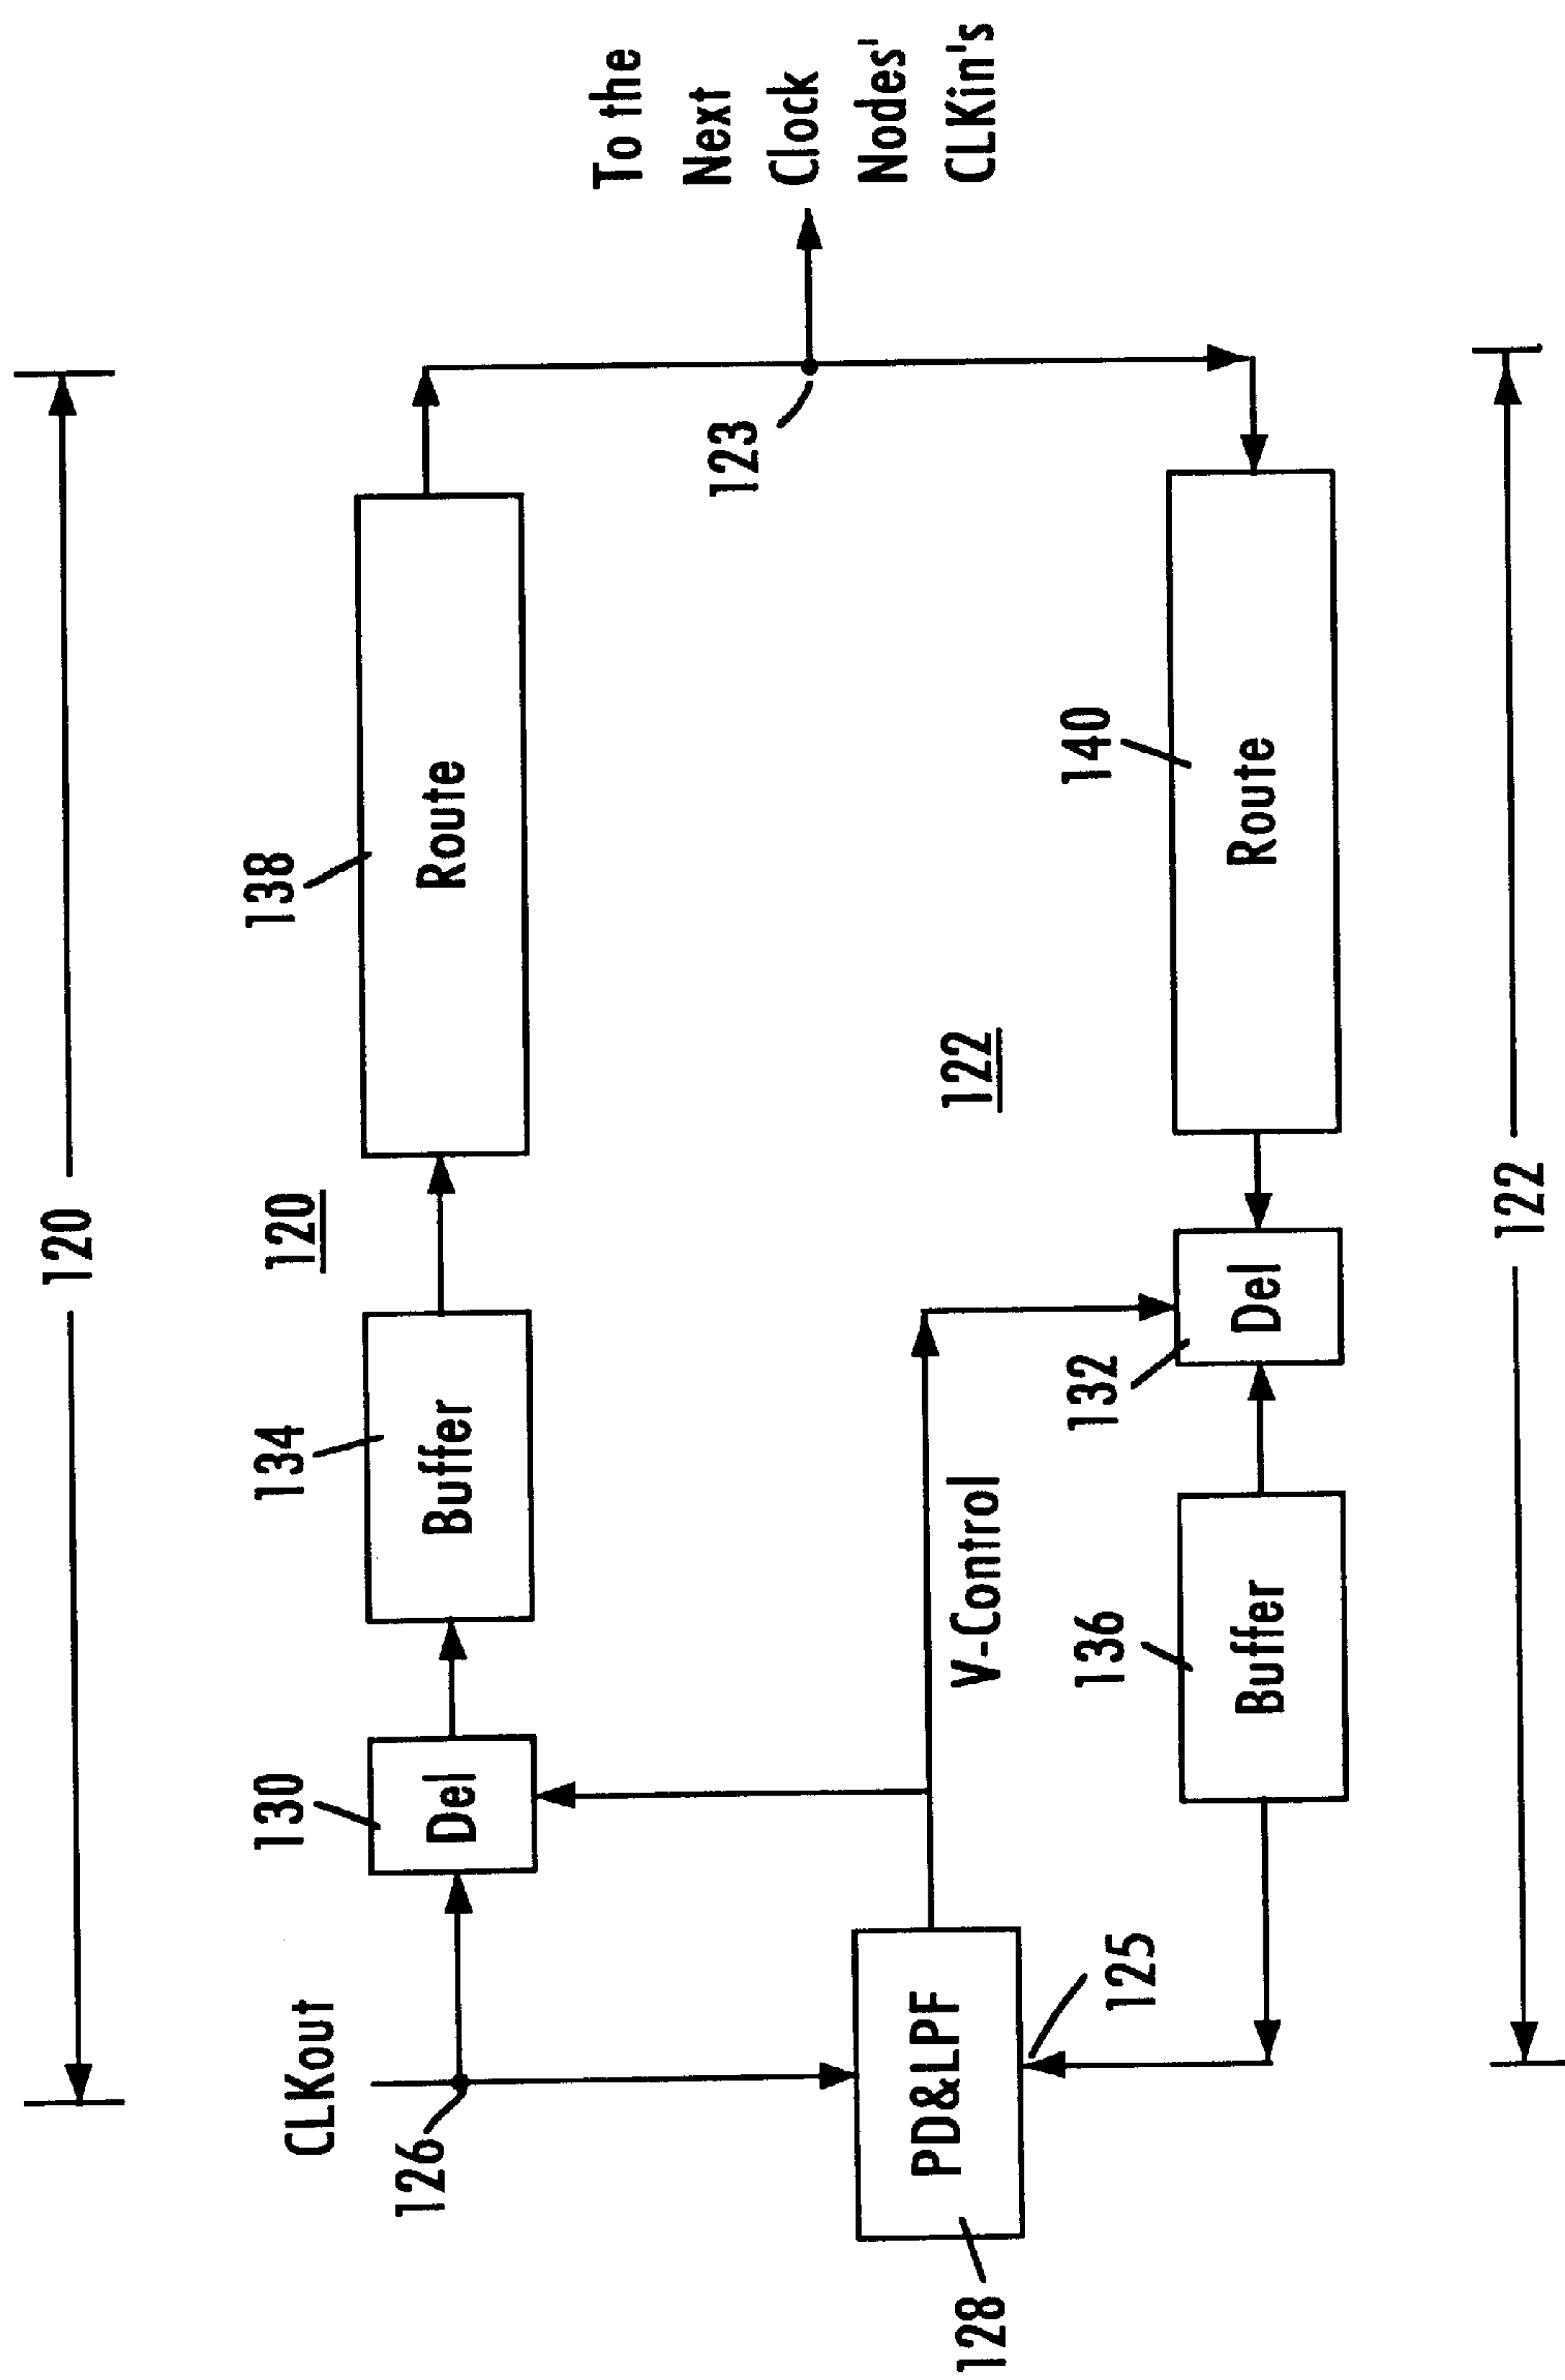 120
CLKout
126
130
Del
134
Buffer
120
138
Route
To the
Next
Clock
Nodes'
CLKin's
123
128
PD&LPF
125
V-Control
122
136
Buffer
132
Del
140
Route
122